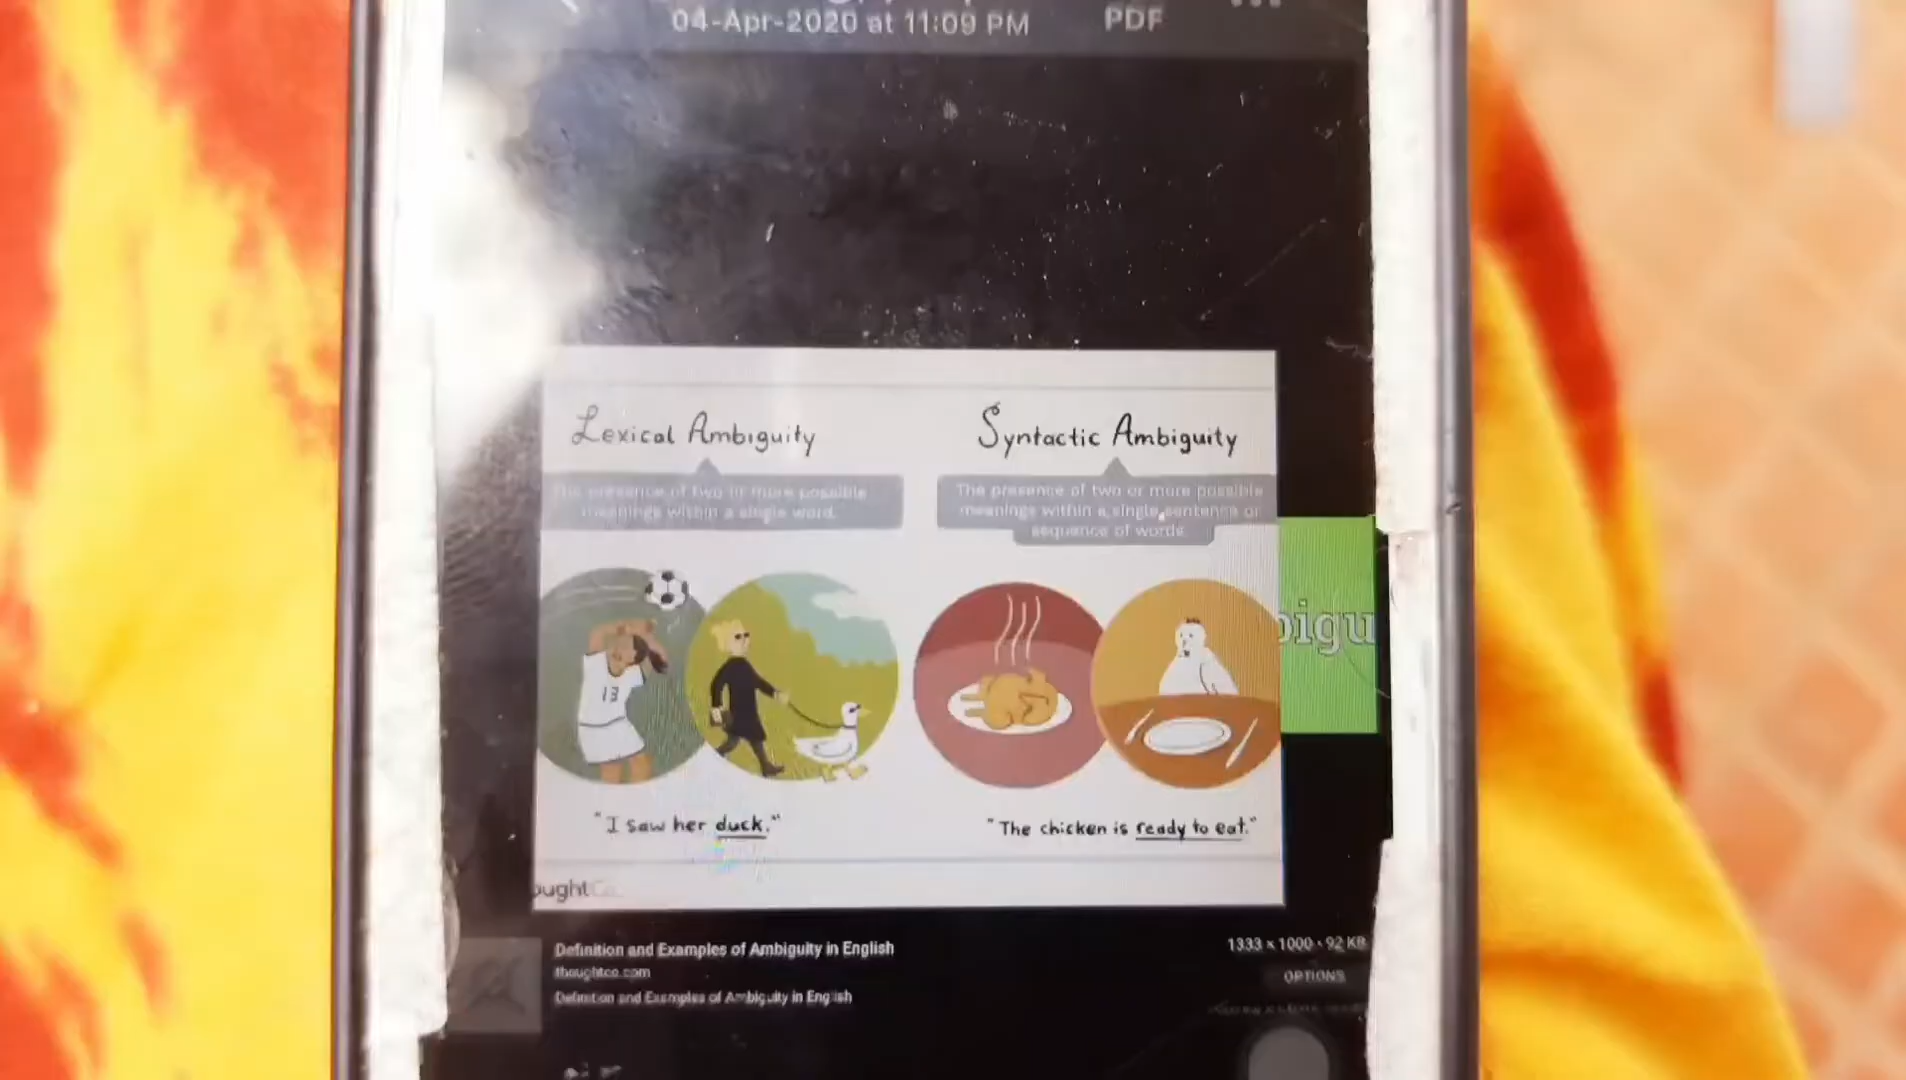 04-Apr-2020 at 11:09 PM
PDF
Lexical Ambiguity
The presence of two or more possible
meanings within a single word.
Syntactic Ambiguity
The presence of two or more possible
meanings within a single sentence or
sequence of words.
bigu
13
"I saw her duck."
"The chicken is ready to eat."
oughtCo.
Definition and Examples of Ambiguity in English
thoughtco.com
Definition and Examples of Ambiguity in English
1333 x 1000 • 92 KB
OPTIONS